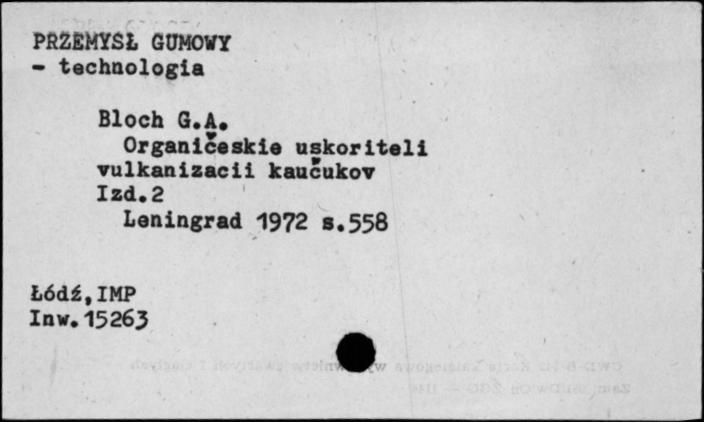 PRZEMYSŁ GUMOWY
- technologia
Bloch G.A.
Organičeskie uskoriteli
vulkanizacii kaučukov
Izd.2
Leningrad 1972 s.558
Łódź,IMP
Inw.15263